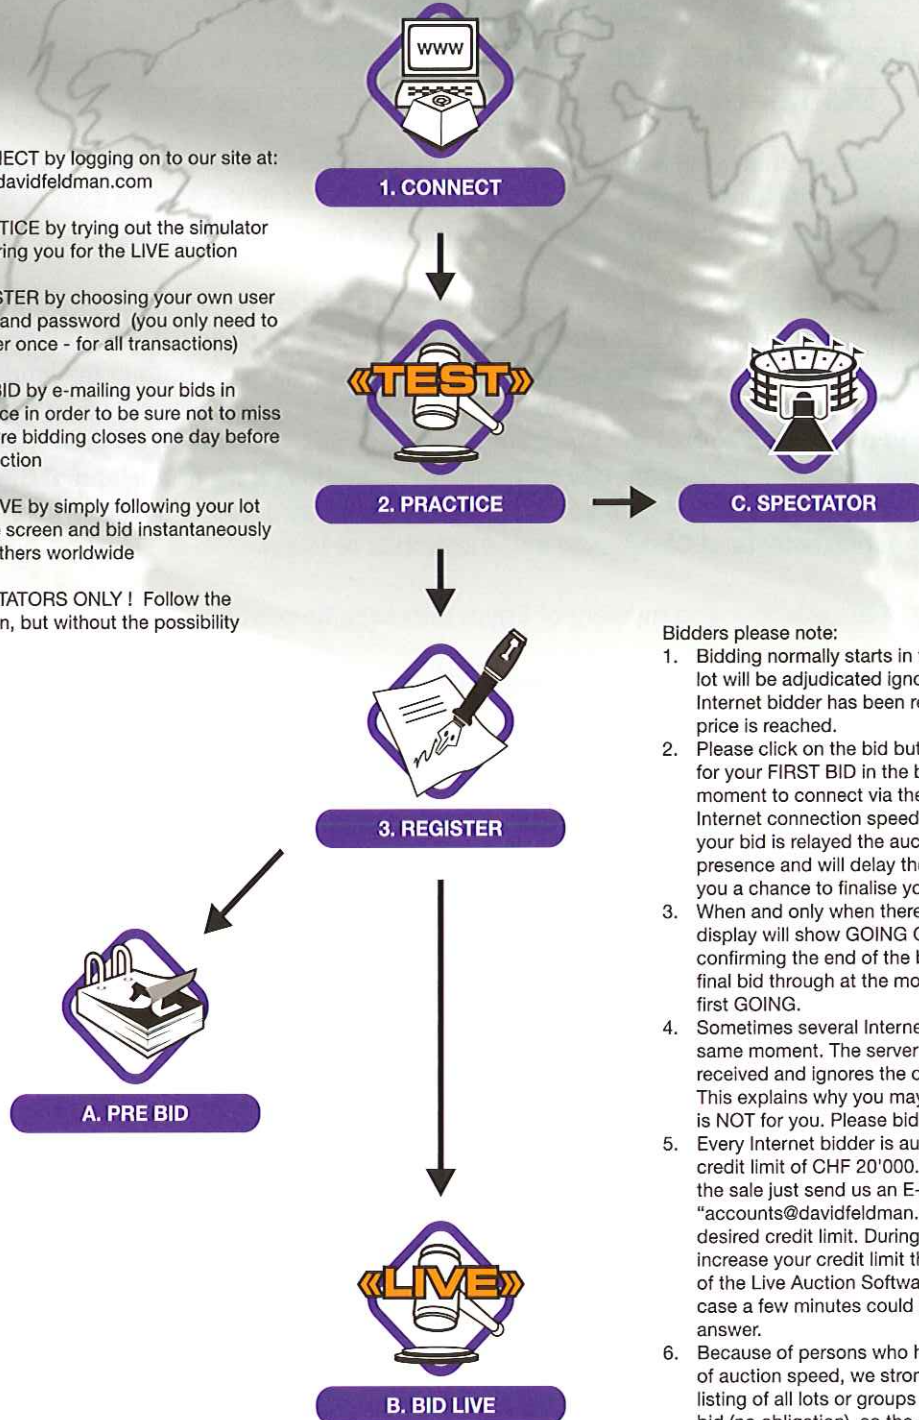 www
@
1. CONNECT
NECT by logging on to our site at:
davidfeldman.com
TICE by trying out the simulator
ring you for the LIVE auction
STER by choosing your own user
and password (you only need to
er once - for all transactions)
BID by e-mailing your bids in
ce in order to be sure not to miss
re bidding closes one day before
ction
VE by simply following your lot
screen and bid instantaneously
thers worldwide
TATORS ONLY ! Follow the
n, but without the possibility
«TEST»
2. PRACTICE
C. SPECTATOR
3. REGISTER
A. PRE BID
«LIVE»
B. BID LIVE
Bidders please note:
1. Bidding normally starts in
lot will be adjudicated
Internet bidder has been
price is reached.
2. Please click on the bid
for your FIRST BID in the
moment to connect via the
Internet connection speed
your bid is relayed the
presence and will delay
you a chance to finalise
3. When and only when there
display will show GOING
confirming the end of the
final bid through at the
first GOING.
4. Sometimes several
same moment. The server
received and ignores the
This explains why you may
is NOT for you. Please bid
5. Every Internet bidder is
credit limit of CHF 20'000.
the sale just send us an E-
"accounts@davidfeldman.
desired credit limit. During
increase your credit limit
of the Live Auction
case a few minutes could
answer.
6. Because of persons who
of auction speed, we
listing of all lots or groups
bid (no obligation), so the